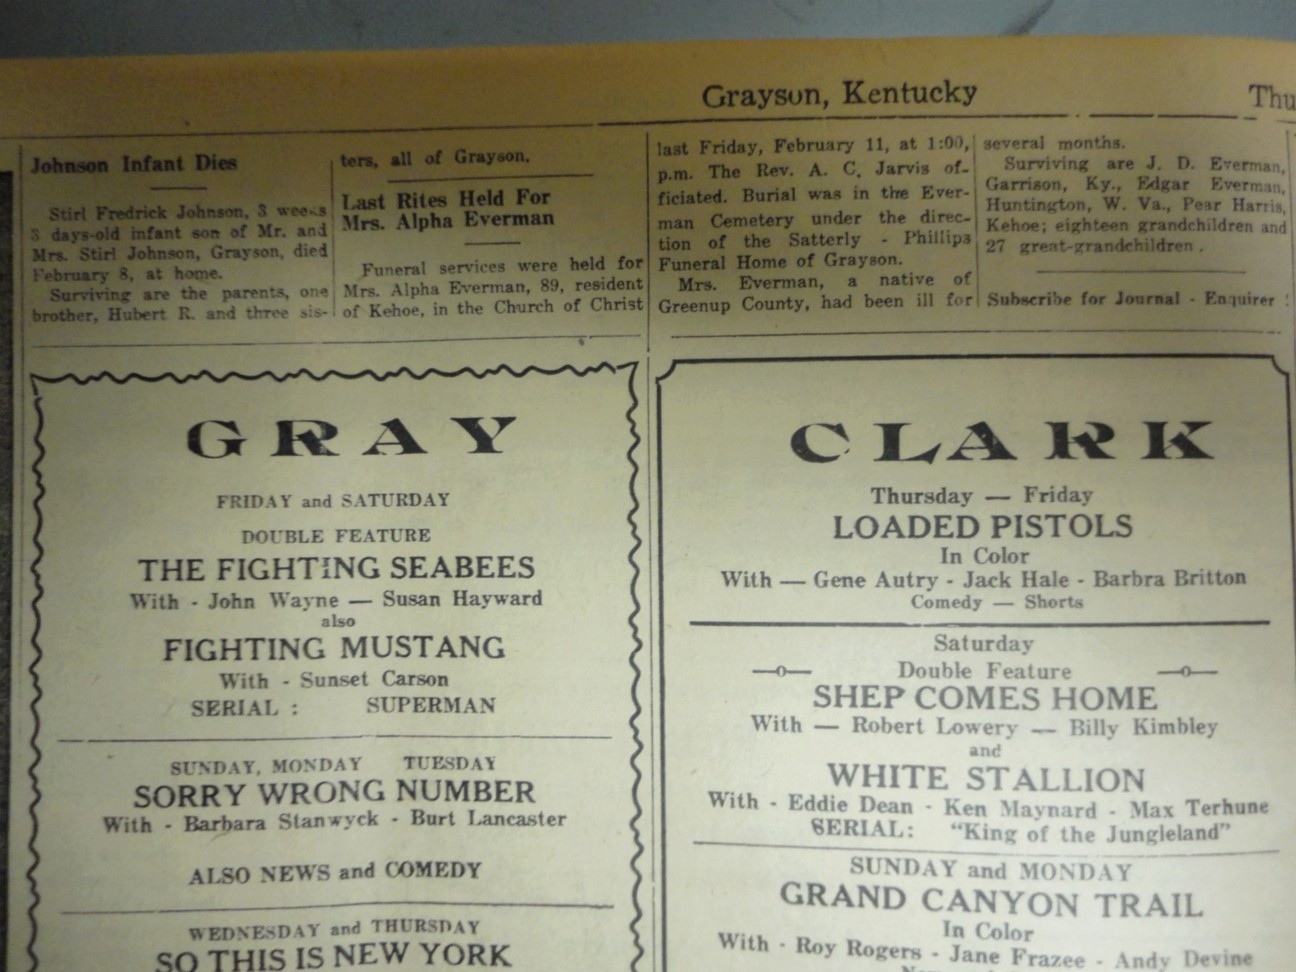 Grayson, Kentucky
Thu
Johnson Infant Dies
Stirl Fredrick Johnson, 3 weeks
3 days-old infant son of Mr. and
Mrs. Stirl Johnson, Grayson, died
February 8, at home.
Surviving are the parents, one
brother, Hubert R. and three sis-
ters, all of Grayson.
Last Rites Held For
Mrs. Alpha Everman
Funeral services were held for
Mrs. Alpha Everman, 89, resident
of Kehoe, in the Church of Christ
last Friday, February 11, at 1:00,
p.m. The Rev. A. C. Jarvis of-
ficiated. Burial was in the Ever-
man Cemetery under the direc-
tion of the Satterly - Phillips
Funeral Home of Grayson.
Mrs. Everman, a native of
Greenup County, had been ill for
several months.
Surviving are J. D. Everman,
Garrison, Ky., Edgar Everman,
Huntington, W. Va., Pear Harris,
Kehoe; eighteen grandchildren and
27 great-grandchildren .
Subscribe for Journal - Enquirer
GRAY
FRIDAY and SATURDAY
DOUBLE FEATURE
THE FIGHTING SEABEES
With - John Wayne — Susan Hayward
also
FIGHTING MUSTANG
With - Sunset Carson
SERIAL : SUPERMAN
SUNDAY, MONDAY TUESDAY
SORRY WRONG NUMBER
With - Barbara Stanwyck - Burt Lancaster
ALSO NEWS and COMEDY
WEDNESDAY and THURSDAY
SO THIS IS NEW YORK
CLARK
Thursday — Friday
LOADED PISTOLS
In Color
With — Gene Autry - Jack Hale - Barbra Britton
Comedy — Shorts
Saturday
Double Feature
SHEP COMES HOME
With — Robert Lowery — Billy Kimbley
and
WHITE STALLION
With - Eddie Dean - Ken Maynard - Max Terhune
SERIAL: "King of the Jungleland"
SUNDAY and MONDAY
GRAND CANYON TRAIL
In Color
With - Roy Rogers - Jane Frazee - Andy Devine